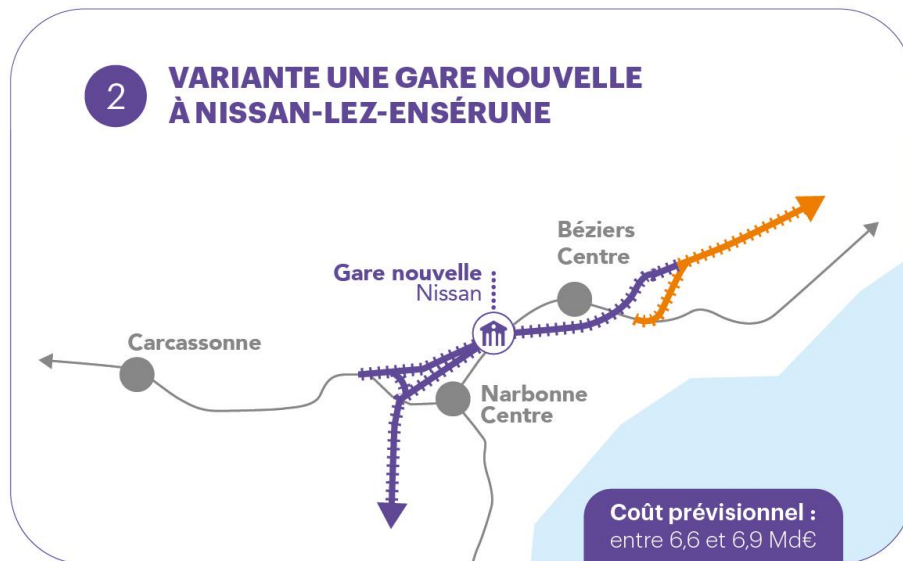 2
VARIANTE UNE GARE NOUVELLE
À NISSAN-LEZ-ENSÉRUNE
Béziers
Centre
Gare nouvelle
Nissan
Carcassonne
Narbonne
Centre
Coût prévisionnel :
entre 6,6 et 6,9 Md€